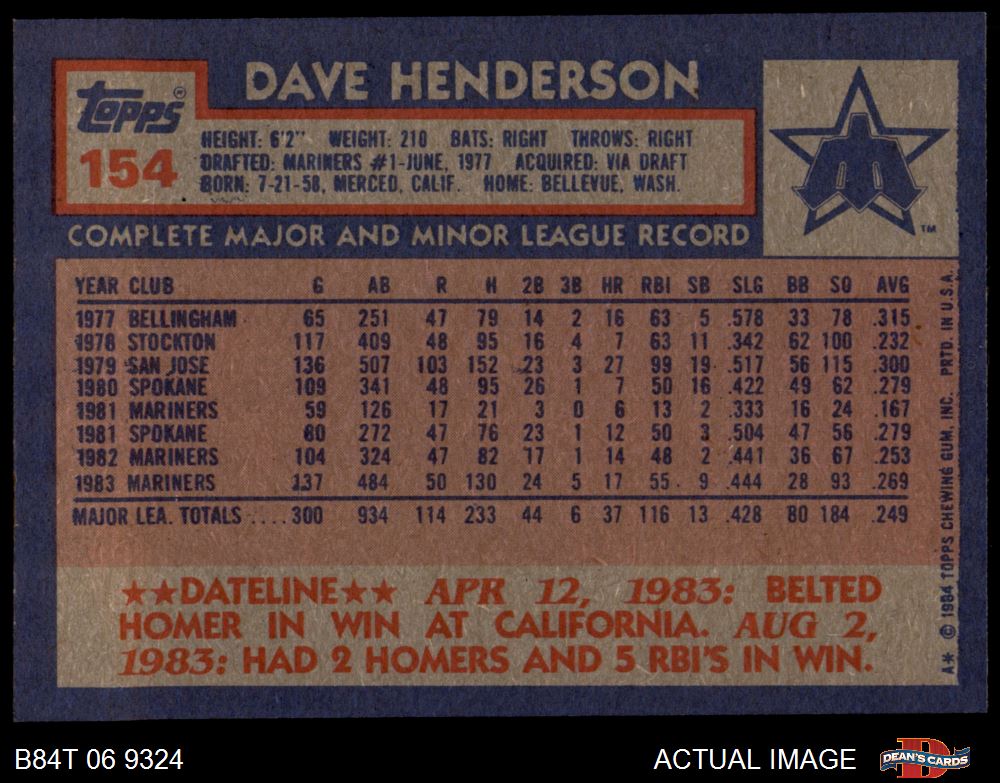 DAVE HENDERSON
TOPPS®
154
HEIGHT: 6'2" WEIGHT: 210 BATS: RIGHT THROWS: RIGHT
DRAFTED: MARINERS #1-JUNE, 1977 ACQUIRED: VIA DRAFT
BORN: 7-21-58, MERCED, CALIF. HOME: BELLEVUE, WASH.
TM
COMPLETE MAJOR AND MINOR LEAGUE RECORD
YEAR CLUB G AB R H 2B 3B HR RBI SB SLG BB SO AVG
1977 BELLINGHAM 65 251 47 79 14 2 16 63 5 .578 33 78 .315
1978 STOCKTON 117 409 48 95 16 4 7 63 11 .342 62 100 .232
1979 SAN JOSE 136 507 103 152 23 3 27 99 19 .517 56 115 .300
1980 SPOKANE 109 341 48 95 26 1 7 50 16 .422 49 62 .279
1981 MARINERS 59 126 17 21 3 0 6 13 2 .333 16 24 .167
1981 SPOKANE 80 272 47 76 23 1 12 50 3 .504 47 56 .279
1982 MARINERS 104 324 47 82 17 1 14 48 2 .441 36 67 .253
1983 MARINERS 137 484 50 130 24 5 17 55 9 .444 28 93 .269
MAJOR LEA. TOTALS ....300 934 114 233 44 6 37 116 13 .428 80 184 .249
★★DATELINE★★ APR 12, 1983: BELTED
HOMER IN WIN AT CALIFORNIA. AUG 2,
1983: HAD 2 HOMERS AND 5 RBI'S IN WIN.
A* © 1984 TOPPS CHEWING GUM, INC. PRTD. IN U.S.A.
B84T 06 9324
ACTUAL IMAGE
DEAN'S CARDS